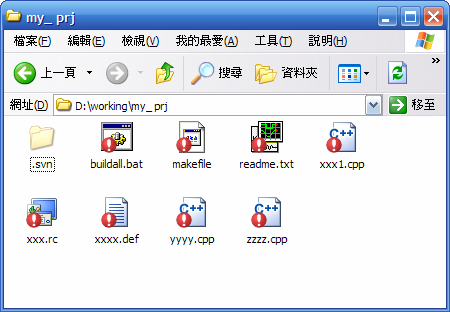 my_ prj
檔案(F) 編輯(E) 檢視(V) 我的最愛(A) 工具(T) 說明(H)
上一頁 搜尋 資料夾
網址(D) D:\working\my_ prj 移至
.svn buildall.bat makefile readme.txt xxx1.cpp
xxx.rc xxxx.def yyyy.cpp zzzz.cpp